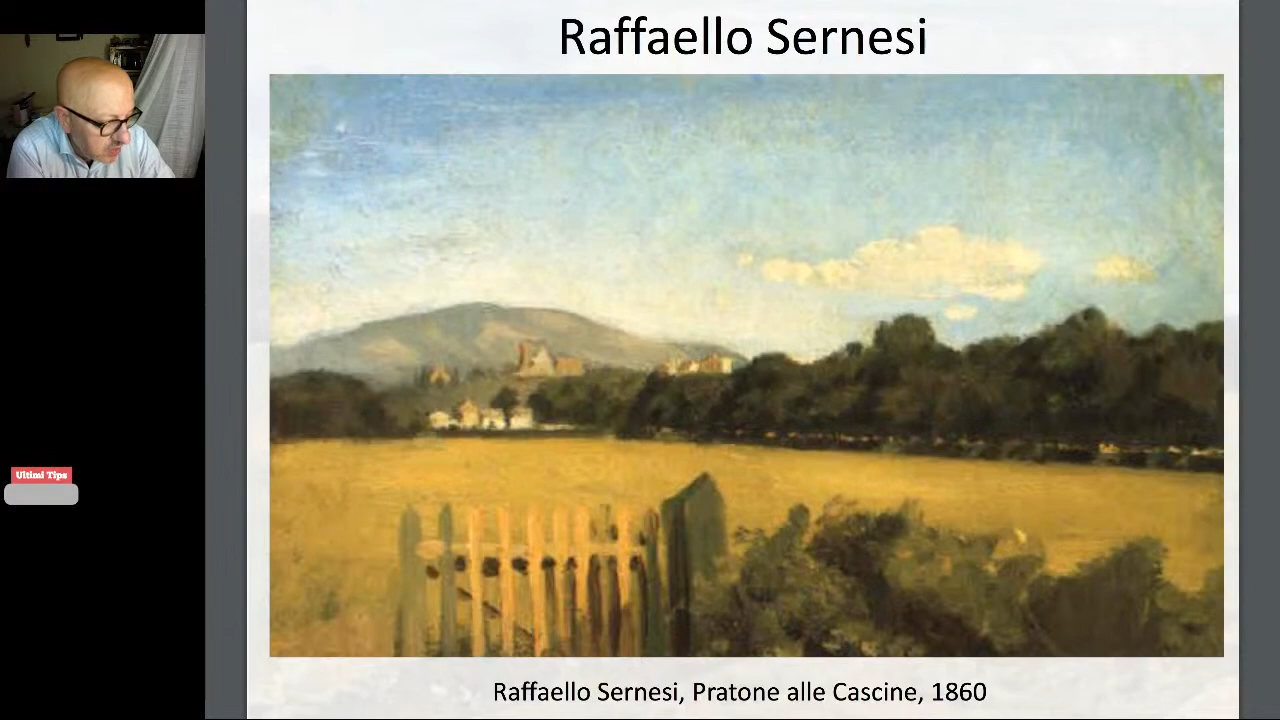 Raffaello Sernesi
Ultimi Tips
Raffaello Sernesi, Pratone alle Cascine, 1860